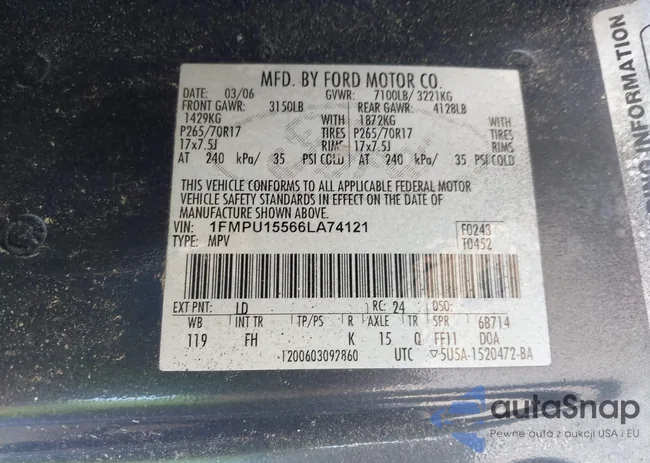 MFD. BY FORD MOTOR CO.
DATE: 03/06 GVWR: 7100LB/ 3221KG
FRONT GAWR: 3150LB REAR GAWR: 4128LB
1429KG WITH 1872KG WITH
P265/70R17 TIRES P265/70R17 TIRES
17x7.5J RIMS 17x7.5J RIMS
AT 240 kPa/ 35 PSI COLD AT 240 kPa/ 35 PSI COLD
THIS VEHICLE CONFORMS TO ALL APPLICABLE FEDERAL MOTOR
VEHICLE SAFETY STANDARDS IN EFFECT ON THE DATE OF
MANUFACTURE SHOWN ABOVE.
VIN: 1FMPU15566LA74121 F0243
TYPE: MPV T0452
EXT PNT: LD RC: 24 DSO:
WB INT TR TP/PS R AXLE TR SPR 6B714
119 FH K 15 Q FF11 DOA
1200603092860 UTC ▽5U5A-1520472-BA
INFORMATION
autaSnap
Pewne auta z aukcji USA i EU